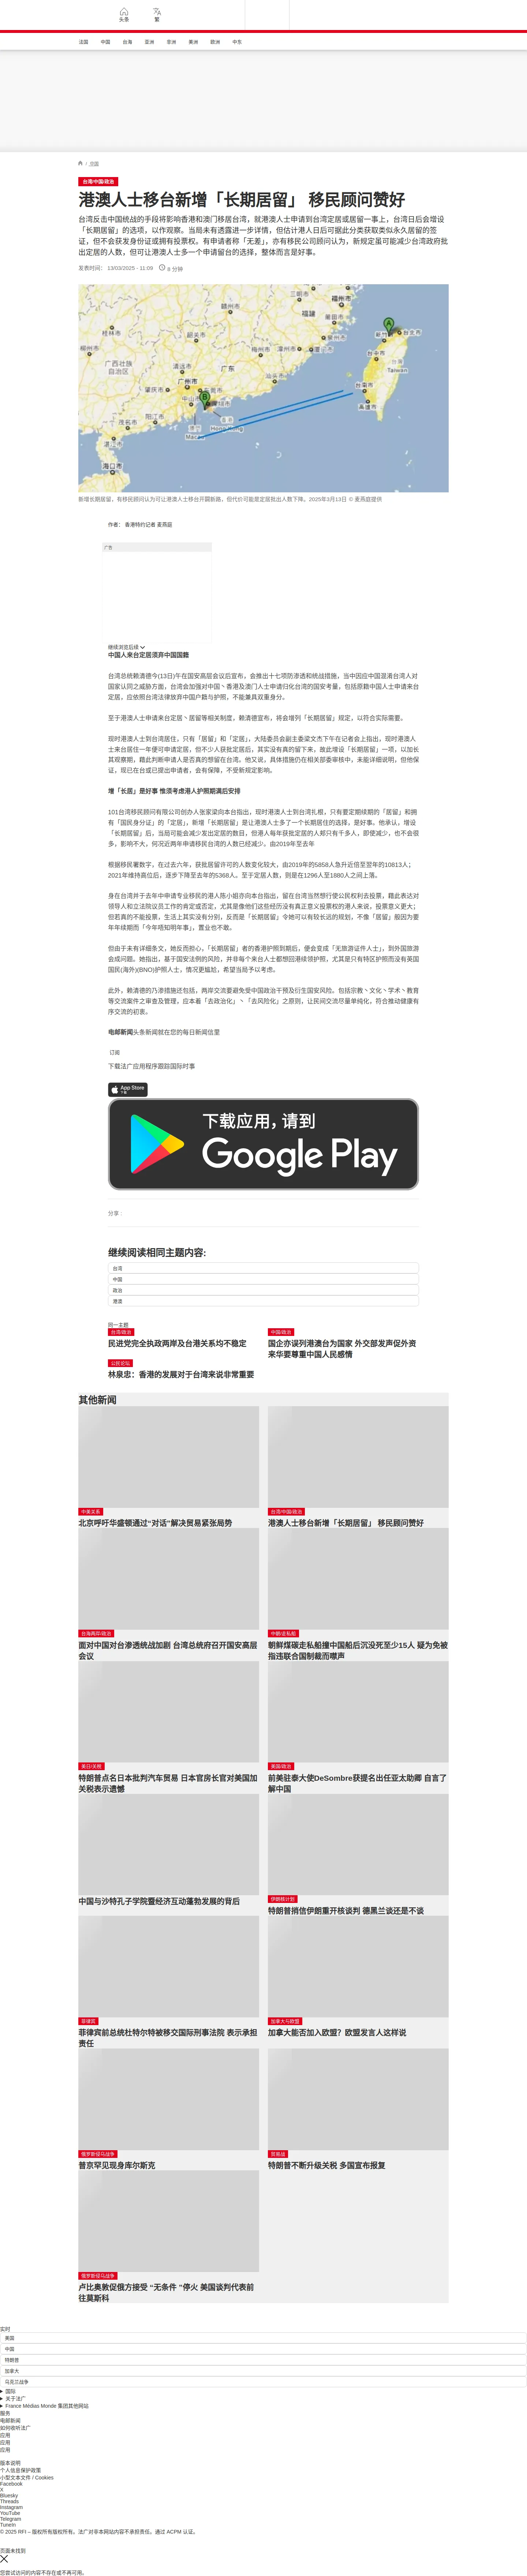 头条
繁
法国
中国
台海
亚洲
非洲
美洲
欧洲
中东
/ 中国
台湾/中国/政治
港澳人士移台新增「长期居留」 移民顾问赞好
台湾反击中国统战的手段将影响香港和澳门移居台湾，就港澳人士申请到台湾定居或居留一事上，台湾日后会增设
「长期居留」的选项，以作观察。当局未有透露进一步详情，但估计港人日后可据此分类获取类似永久居留的签
证，但不会获发身份证或拥有投票权。有申请者称「无差」，亦有移民公司顾问认为，新规定虽可能减少台湾政府批
出定居的人数，但可让港澳人士多一个申请留台的选择，整体而言是好事。
发表时间： 13/03/2025 - 11:09
8 分钟
新增长期居留，有移民顾问认为可让港澳人士移台开闢新路，但代价可能是定居批出人数下降。2025年3月13日 © 麦燕庭提供
作者： 香港特约记者 麦燕庭
广告
继续浏览后续
中国人来台定居须弃中国国籍
台湾总统赖清德今(13日)午在国安高层会议后宣布，会推出十七项防渗透和统战措施，当中因应中国混淆台湾人对
国家认同之威胁方面，台湾会加强对中国丶香港及澳门人士申请归化台湾的国安考量，包括原籍中国人士申请来台
定居，应依照台湾法律放弃中国户籍与护照，不能兼具双重身分。
至于港澳人士申请来台定居丶居留等相关制度，赖清德宣布，将会增列「长期居留」规定，以符合实际需要。
现时港澳人士到台湾居住，只有「居留」和「定居」，大陆委员会副主委梁文杰下午在记者会上指出，现时港澳人
士来台居住一年便可申请定居，但不少人获批定居后，其实没有真的留下来，故此增设「长期居留」一项，以加长
其观察期，藉此判断申请人是否真的想留在台湾。他又说，具体措施仍在相关部委审核中，未能详细说明，但他保
证，现已在台或已提出申请者，会有保障，不受新规定影响。
增「长居」是好事 惟须考虑港人护照期满后安排
101台湾移民顾问有限公司创办人张家梁向本台指出，现时港澳人士到台湾扎根，只有要定期续期的「居留」和拥
有「国民身分证」的「定居」，新增「长期居留」是让港澳人士多了一个长期居住的选择，是好事。他承认，增设
「长期居留」后，当局可能会减少发出定居的数目，但港人每年获批定居的人郑只有千多人，即使减少，也不会很
多，影响不大，何况近两年申请移民台湾的人数已经减少。由2019年至去年
根据移民署数字，在过去六年，获批居留许可的人数变化较大，由2019年的5858人急升近倍至翌年的10813人；
2021年维持高位后，逐步下降至去年的5368人。至于定居人数，则是在1296人至1880人之间上落。
身在台湾并于去年中申请专业移民的港人陈小姐亦向本台指出，留在台湾当然想行使公民权利去投票，藉此表达对
领导人和立法院议员工作的肯定或否定，尤其是像他们这些曾经历没有真正意义投票权的港人来说，投票意义更大；
但若真的不能投票，生活上其实没有分别，反而是「长期居留」令她可以有较长远的规划，不像「居留」般因为要
年年续期而「今年唔知明年事」，置业也不敢。
但由于未有详细条文，她反而担心，「长期居留」者的香港护照到期后，便会变成「无旅游证件人士」，到外国旅游
会成问题。她指出，基于国安法例的风险，并非每个来台人士都想回港续领护照，尤其是只有特区护照而没有英国
国民(海外)(BNO)护照人士，情况更尴尬，希望当局予以考虑。
此外，赖清德的乃渗措施还包括，两岸交流要避免受中国政治干预及衍生国安风险。包括宗教丶文化丶学术丶教育
等交流案件之审查及管理，应本着「去政治化」丶「去风险化」之原则，让民间交流尽量单纯化，符合推动健康有
序交流的初衷。
电邮新闻头条新闻就在您的每日新闻信里
订阅
下载法广应用程序跟踪国际时事
App Store
下载
下载应用，请到
Google Play
分享 :
继续阅读相同主题内容:
台湾
中国
政治
港澳
同一主题
台湾/政治
民进党完全执政两岸及台港关系均不稳定
中国/政治
国企亦误列港澳台为国家 外交部发声促外资
来华要尊重中国人民感情
公民论坛
林泉忠：香港的发展对于台湾来说非常重要
其他新闻
中美关系
北京呼吁华盛顿通过“对话”解决贸易紧张局势
台湾/中国/政治
港澳人士移台新增「长期居留」 移民顾问赞好
台海两岸/政治
面对中国对台渗透统战加剧 台湾总统府召开国安高层
会议
中朝/走私船
朝鲜煤碳走私船撞中国船后沉没死至少15人 疑为免被
指违联合国制裁而噤声
美日/关税
特朗普点名日本批判汽车贸易 日本官房长官对美国加
关税表示遗憾
美国/政治
前美驻泰大使DeSombre获提名出任亚太助卿 自言了
解中国
中国与沙特孔子学院暨经济互动蓬勃发展的背后
伊朗核计划
特朗普捎信伊朗重开核谈判 德黑兰谈还是不谈
菲律宾
菲律宾前总统杜特尔特被移交国际刑事法院 表示承担
责任
加拿大与欧盟
加拿大能否加入欧盟？欧盟发言人这样说
俄罗斯侵乌战争
普京罕见现身库尔斯克
贸易战
特朗普不断升级关税 多国宣布报复
俄罗斯侵乌战争
卢比奥敦促俄方接受 “无条件 ”停火 美国谈判代表前
往莫斯科
实时
美国
中国
特朗普
加拿大
乌克兰战争
国际
关于法广
France Médias Monde 集团其他网站
服务
电邮新闻
如何收听法广
应用
应用
应用
版本说明
个人信息保护政策
小型文本文件 / Cookies
Facebook
X
Bluesky
Threads
Instagram
YouTube
Telegram
TuneIn
© 2025 RFI – 版权所有版权所有。法广对非本网站内容不承担责任。通过 ACPM 认证。
页面未找到
您尝试访问的内容不存在或不再可用。